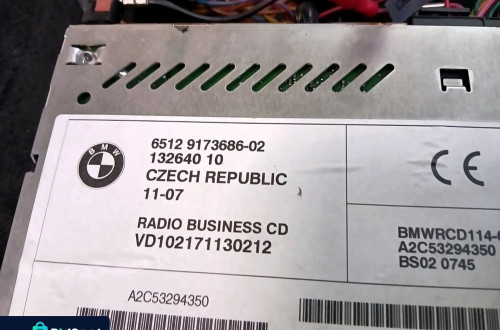 BMW
6512 9173686-02
132640 10
CZECH REPUBLIC
11-07
RADIO BUSINESS CD
VD102171130212
A2C53294350
CE
BMWRCD114-
A2C53294350
BS02 0745